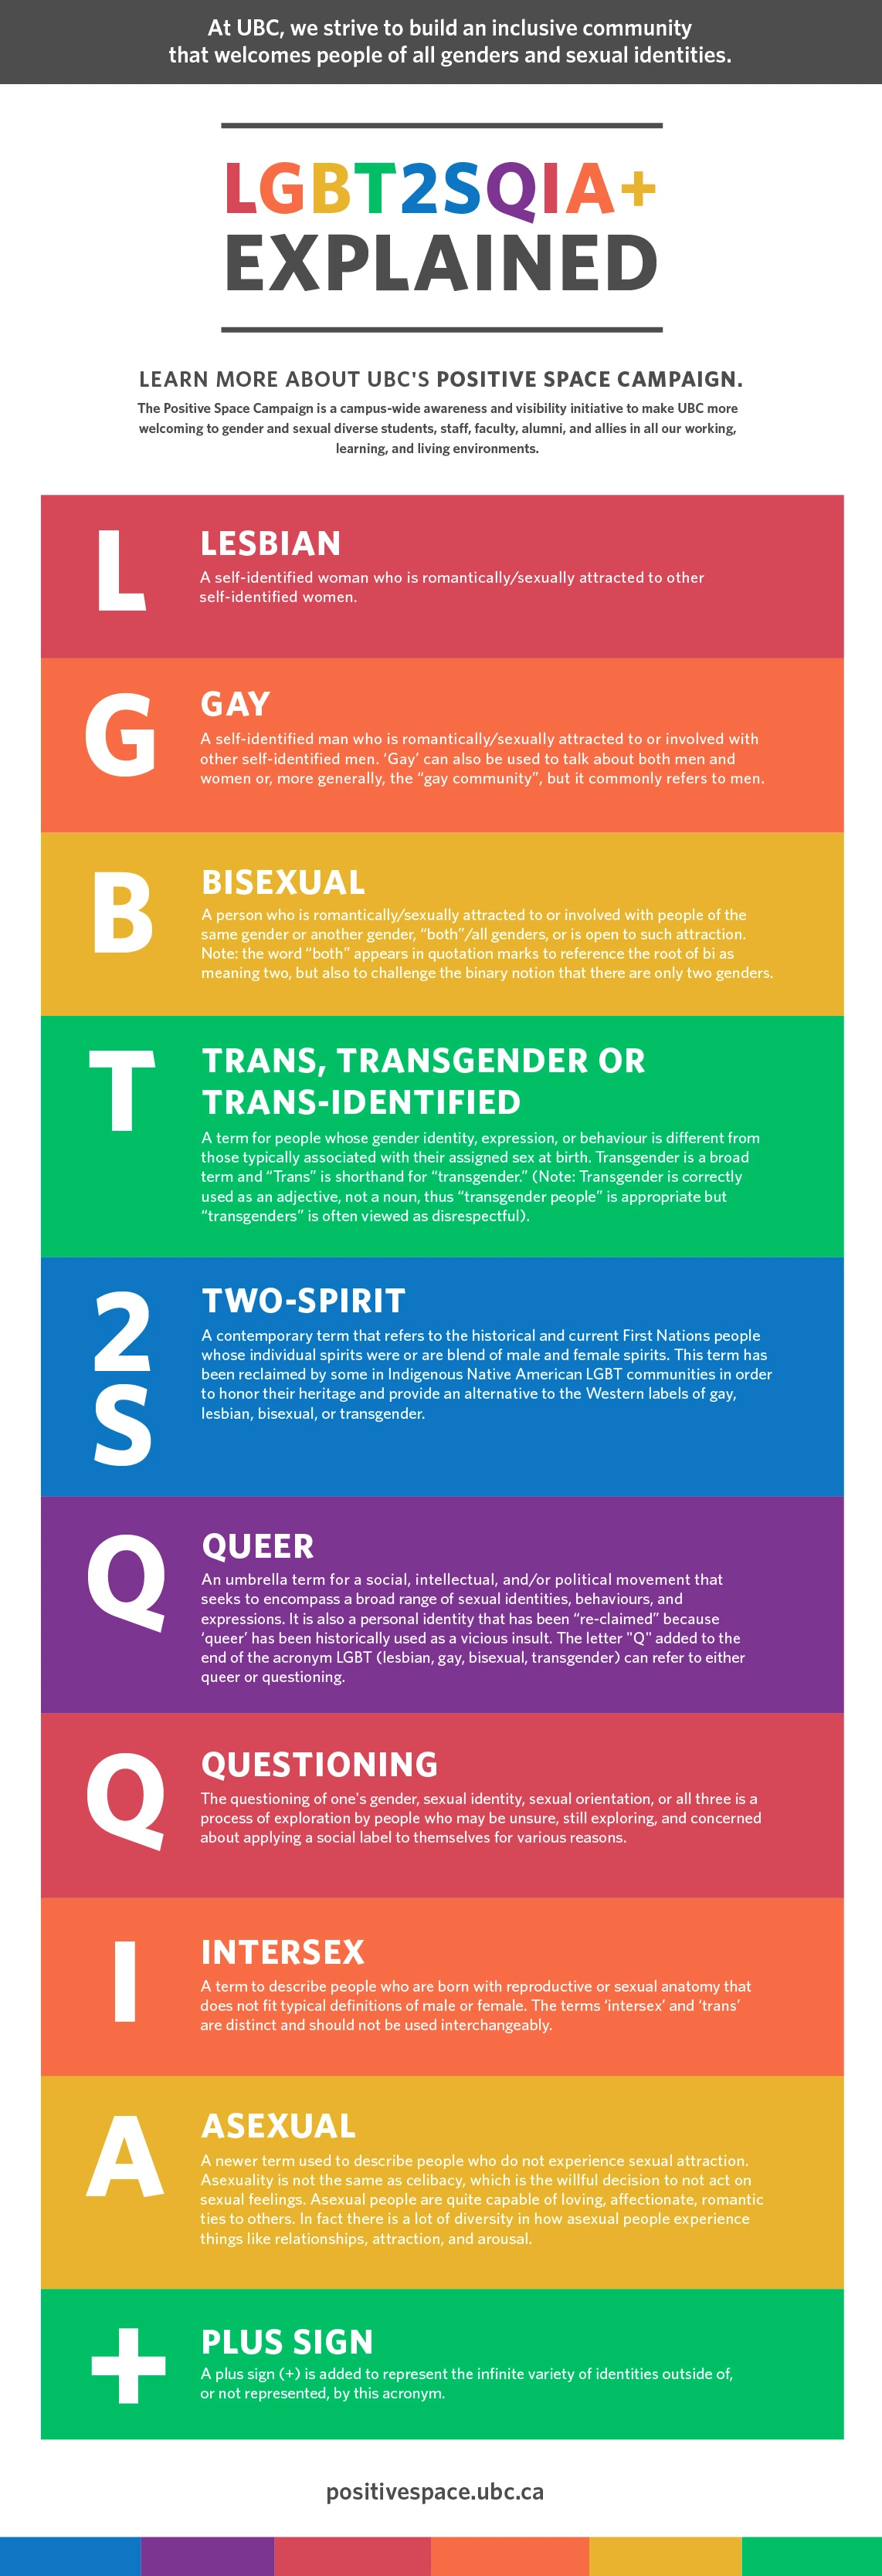 At UBC, we strive to build an inclusive community
that welcomes people of all genders and sexual identities.
LGBT2SQIA+
EXPLAINED
LEARN MORE ABOUT UBC'S POSITIVE SPACE CAMPAIGN.
The Positive Space Campaign is a campus-wide awareness and visibility initiative to make UBC more
welcoming to gender and sexual diverse students, staff, faculty, alumni, and allies in all our working,
learning, and living environments.
L
LESBIAN
A self-identified woman who is romantically/sexually attracted to other
self-identified women.
G
GAY
A self-identified man who is romantically/sexually attracted to or involved with
other self-identified men. ‘Gay’ can also be used to talk about both men and
women or, more generally, the “gay community”, but it commonly refers to men.
B
BISEXUAL
A person who is romantically/sexually attracted to or involved with people of the
same gender or another gender, “both”/all genders, or is open to such attraction.
Note: the word “both” appears in quotation marks to reference the root of bi as
meaning two, but also to challenge the binary notion that there are only two genders.
T
TRANS, TRANSGENDER OR
TRANS-IDENTIFIED
A term for people whose gender identity, expression, or behaviour is different from
those typically associated with their assigned sex at birth. Transgender is a broad
term and “Trans” is shorthand for “transgender.” (Note: Transgender is correctly
used as an adjective, not a noun, thus “transgender people” is appropriate but
“transgenders” is often viewed as disrespectful).
2
S
TWO-SPIRIT
A contemporary term that refers to the historical and current First Nations people
whose individual spirits were or are blend of male and female spirits. This term has
been reclaimed by some in Indigenous Native American LGBT communities in order
to honor their heritage and provide an alternative to the Western labels of gay,
lesbian, bisexual, or transgender.
Q
QUEER
An umbrella term for a social, intellectual, and/or political movement that
seeks to encompass a broad range of sexual identities, behaviours, and
expressions. It is also a personal identity that has been “re-claimed” because
‘queer’ has been historically used as a vicious insult. The letter "Q" added to the
end of the acronym LGBT (lesbian, gay, bisexual, transgender) can refer to either
queer or questioning.
Q
QUESTIONING
The questioning of one's gender, sexual identity, sexual orientation, or all three is a
process of exploration by people who may be unsure, still exploring, and concerned
about applying a social label to themselves for various reasons.
I
INTERSEX
A term to describe people who are born with reproductive or sexual anatomy that
does not fit typical definitions of male or female. The terms ‘intersex’ and ‘trans’
are distinct and should not be used interchangeably.
A
ASEXUAL
A newer term used to describe people who do not experience sexual attraction.
Asexuality is not the same as celibacy, which is the willful decision to not act on
sexual feelings. Asexual people are quite capable of loving, affectionate, romantic
ties to others. In fact there is a lot of diversity in how asexual people experience
things like relationships, attraction, and arousal.
+
PLUS SIGN
A plus sign (+) is added to represent the infinite variety of identities outside of,
or not represented, by this acronym.
positivespace.ubc.ca